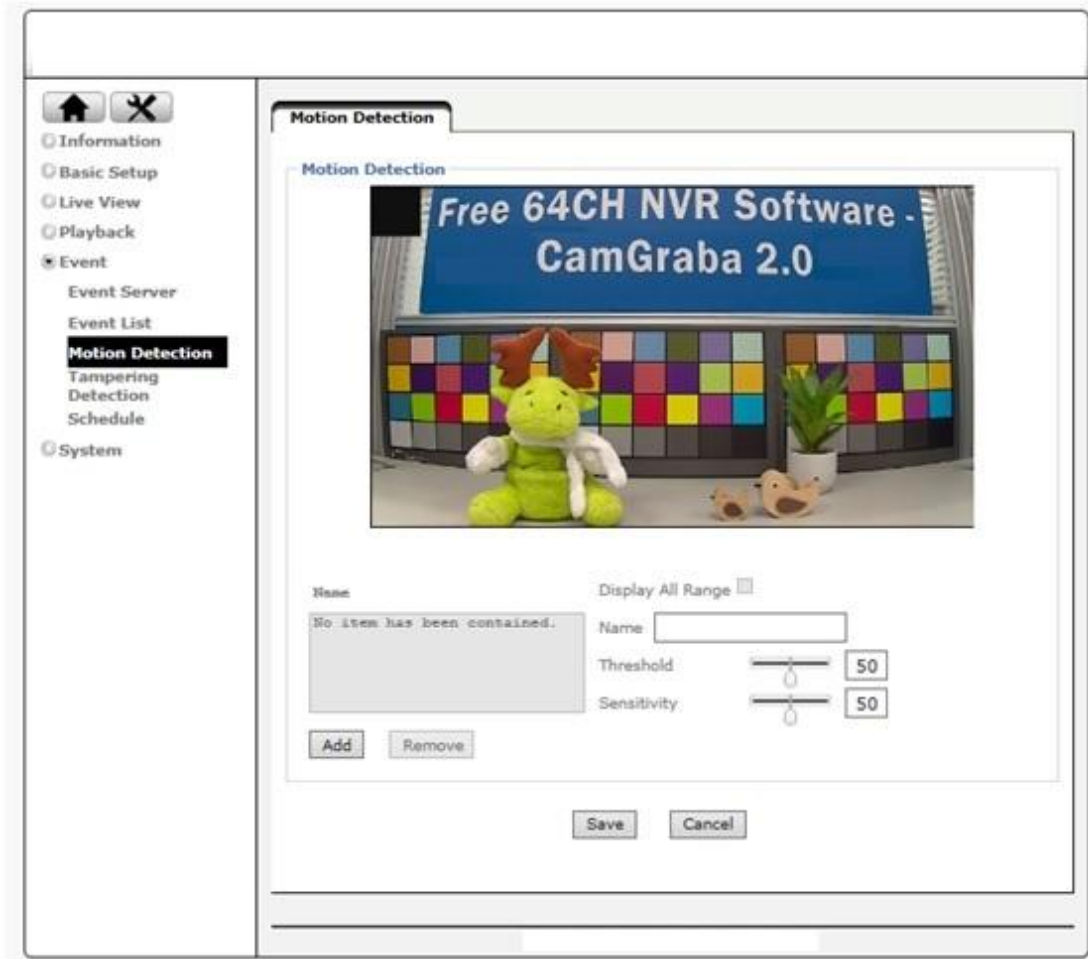 Information
Basic Setup
Live View
Playback
Event
Event Server
Event List
Motion Detection
Tampering
Detection
Schedule
System
Motion Detection
Motion Detection
Free 64CH NVR Software -
CamGraba 2.0
Name
No item has been contained.
Add
Remove
Display All Range
Name
Threshold
50
Sensitivity
50
Save
Cancel